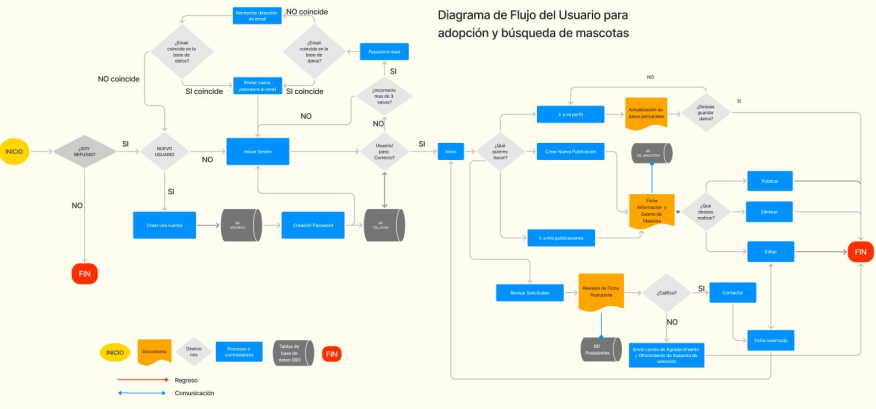 Diagrama de Flujo del Usuario para
adopción y búsqueda de mascotas
Reintentar dirección
de email
NO coincide
¿Email
coincide en la
base de
datos?
¿Email
coincide en la
base de
datos?
Password reset
NO coincide
SI coincide
Enviar nueva
password al email
SI coincide
SI
¿Incorrecto
mas de 3
veces?
NO
NO
INICIO
¿SOY
REFUGIO?
SI
NUEVO
USUARIO
NO
Iniciar Sesión
Usuario/
pass
Correcto?
SI
Inicio
¿Qué
quieres
hacer?
NO
SI
Crear una cuenta
BD
USUARIOS
Creación Password
BD
FIN
NO
Ir a mi perfil
Actualización de
datos personales
¿Deseas
guardar
datos?
SI
Crear Nueva Publicación
BD
Ficha
Información y
Galería de
Mascota
¿Qué
deseas
realizar?
Publicar
Eliminar
Editar
FIN
Ir a mis publicaciones
Revisar Solicitudes
Revisión de Ficha
Postulante
¿Califica?
SI
Contactar
NO
BD
Postulantes
Envio correo de Agradecimiento
y Ofrecimiento de Asesoria de
selección
Ficha reservada
INICIO
Documento
Desicio
nes
Procesos o
controladores
Tablas de
base de
datos (BD)
FIN
Regreso
Comunicación